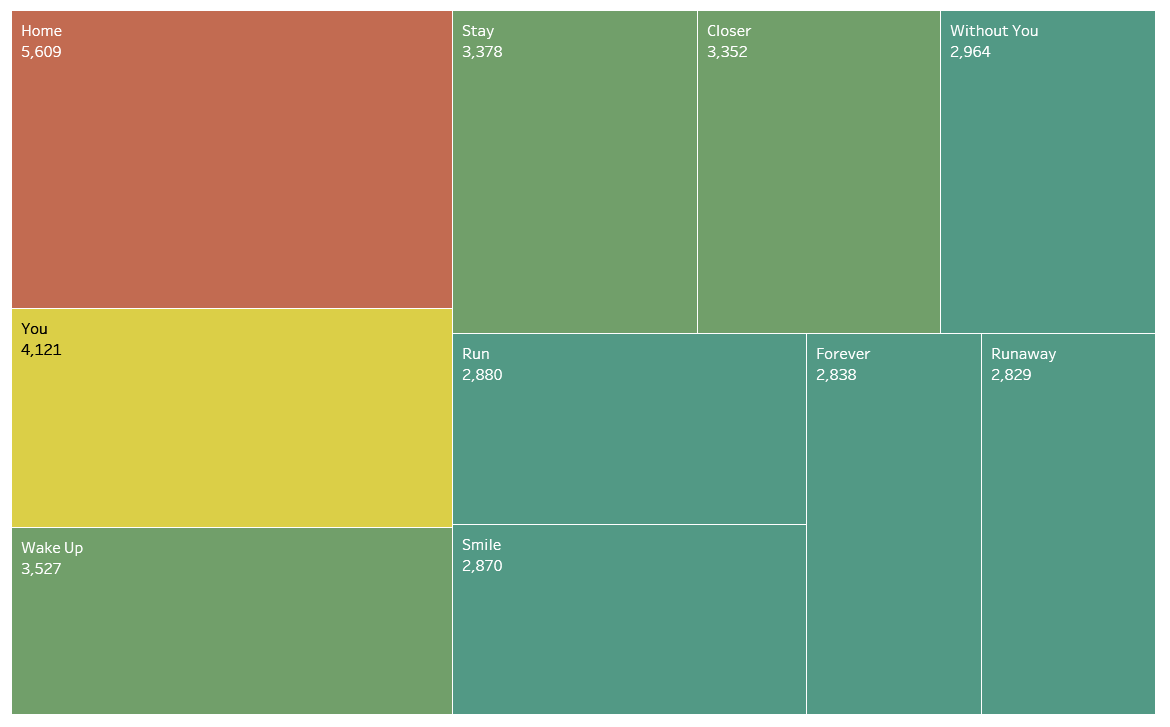 Home
5,609
You
4,121
Wake Up
3,527
Stay
3,378
Closer
3,352
Without You
2,964
Run
2,880
Smile
2,870
Forever
2,838
Runaway
2,829